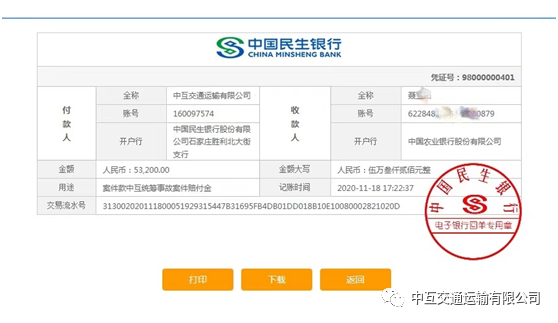 中国民生银行
CHINA MINSHENG BANK
凭证号：98000000401
付款人
全称
中互交通运输有限公司
收款人
全称
聂
账号
160097574
账号
622848 0879
开户行
中国民生银行股份有限公司石家庄胜利北大街支行
开户行
中国农业银行股份有限公司
金额
人民币：53,200.00
金额大写
人民币：伍万叁仟贰佰元整
用途
案件款中互统筹事故案件赔付金
记账时间
2020-11-18 17:22:37
交易流水号
313002020111800051929315447B31695FB4DB01DD018B10E10080002821020D
中国民生银行
电子银行回单专用章
打印
下载
返回
中互交通运输有限公司